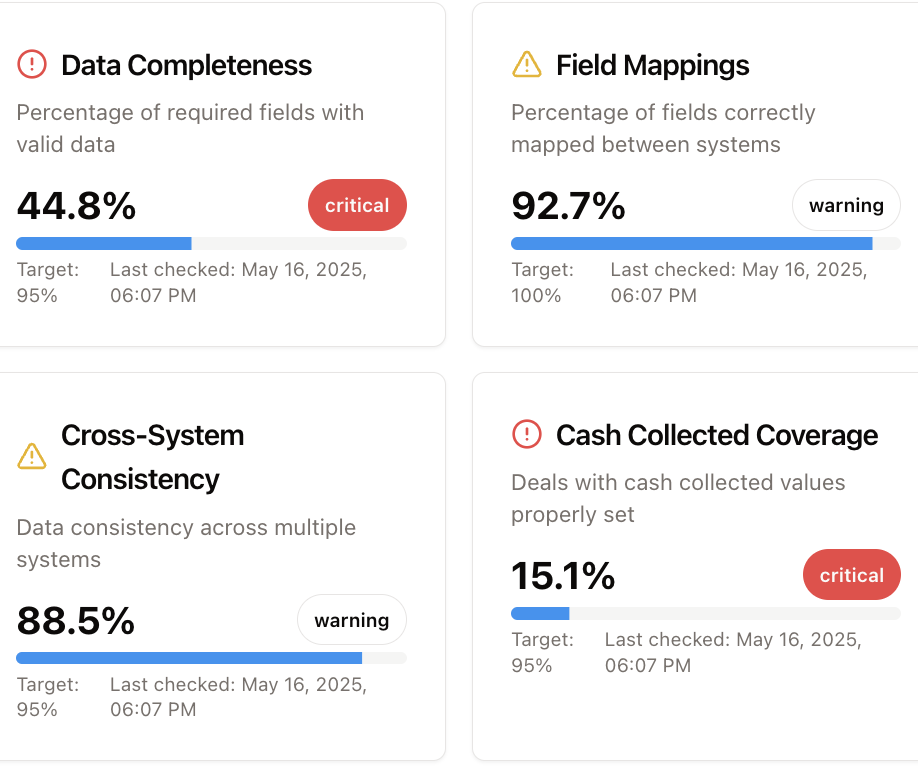 Data Completeness
Percentage of required fields with
valid data
44.8%
critical
Target:
95%
Last checked: May 16, 2025,
06:07 PM
Field Mappings
Percentage of fields correctly
mapped between systems
92.7%
warning
Target:
100%
Last checked: May 16, 2025,
06:07 PM
Cross-System
Consistency
Data consistency across multiple
systems
88.5%
warning
Target:
95%
Last checked: May 16, 2025,
06:07 PM
Cash Collected Coverage
Deals with cash collected values
properly set
15.1%
critical
Target:
95%
Last checked: May 16, 2025,
06:07 PM